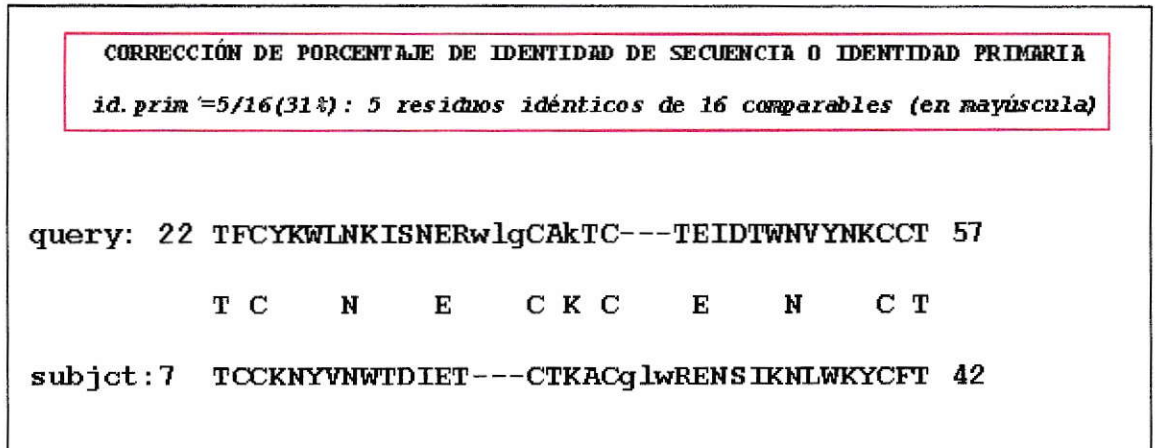 CORRECCIÓN DE PORCENTAJE DE IDENTIDAD DE SECUENCIA O IDENTIDAD PRIMARIA
id.prim´=5/16(31%): 5 residuos idénticos de 16 comparables (en mayúscula)
query: 22 TFCYKWLNKISNERwlgCAkTC---TEIDTWNVYNKCCT 57
T C N E C K C E N C T
subjct:7 TCCKNYVNWTDIET---CTKACglwRENSIKNLWKYCFT 42